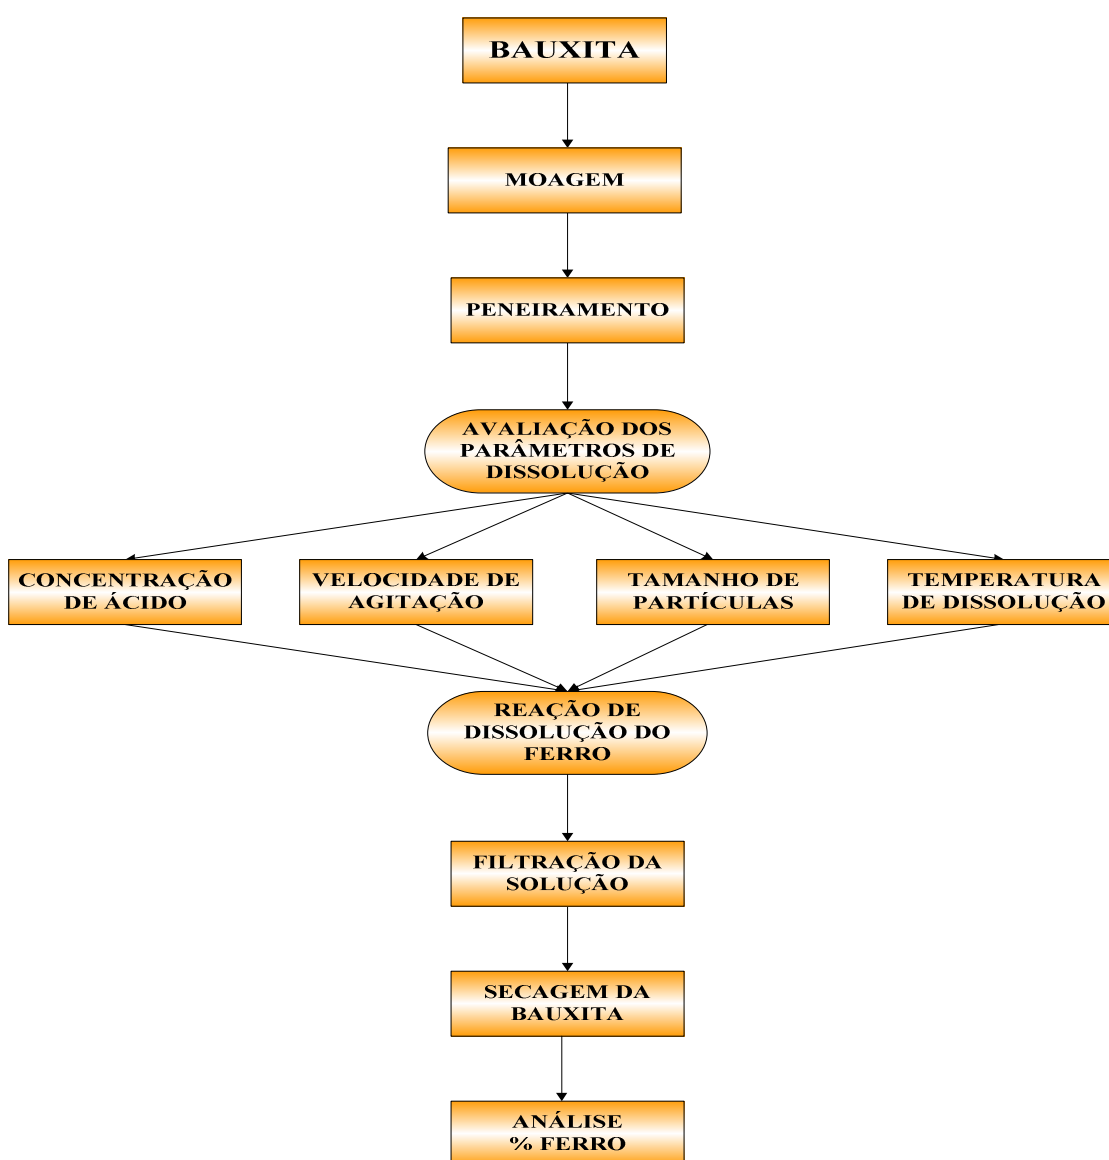 BAUXITA
MOAGEM
PENEIRAMENTO
AVALIAÇÃO DOS
PARÂMETROS DE
DISSOLUÇÃO
CONCENTRAÇÃO
DE ÁCIDO
VELOCIDADE DE
AGITAÇÃO
TAMANHO DE
PARTÍCULAS
TEMPERATURA
DE DISSOLUÇÃO
REAÇÃO DE
DISSOLUÇÃO DO
FERRO
FILTRAÇÃO DA
SOLUÇÃO
SECAGEM DA
BAUXITA
ANÁLISE
% FERRO